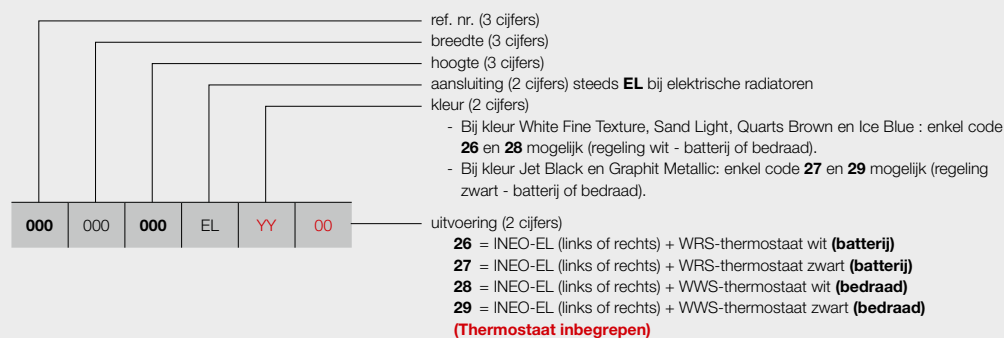 ref. nr. (3 cijfers)
breedte (3 cijfers)
hoogte (3 cijfers)
aansluiting (2 cijfers) steeds EL bij elektrische radiatoren
kleur (2 cijfers)
- Bij kleur White Fine Texture, Sand Light, Quarts Brown en Ice Blue : enkel code
26 en 28 mogelijk (regeling wit - batterij of bedraad).
- Bij kleur Jet Black en Graphit Metallic: enkel code 27 en 29 mogelijk (regeling
zwart - batterij of bedraad).
000 000 000 EL YY 00
uitvoering (2 cijfers)
26 = INEO-EL (links of rechts) + WRS-thermostaat wit (batterij)
27 = INEO-EL (links of rechts) + WRS-thermostaat zwart (batterij)
28 = INEO-EL (links of rechts) + WWS-thermostaat wit (bedraad)
29 = INEO-EL (links of rechts) + WWS-thermostaat zwart (bedraad)
(Thermostaat inbegrepen)